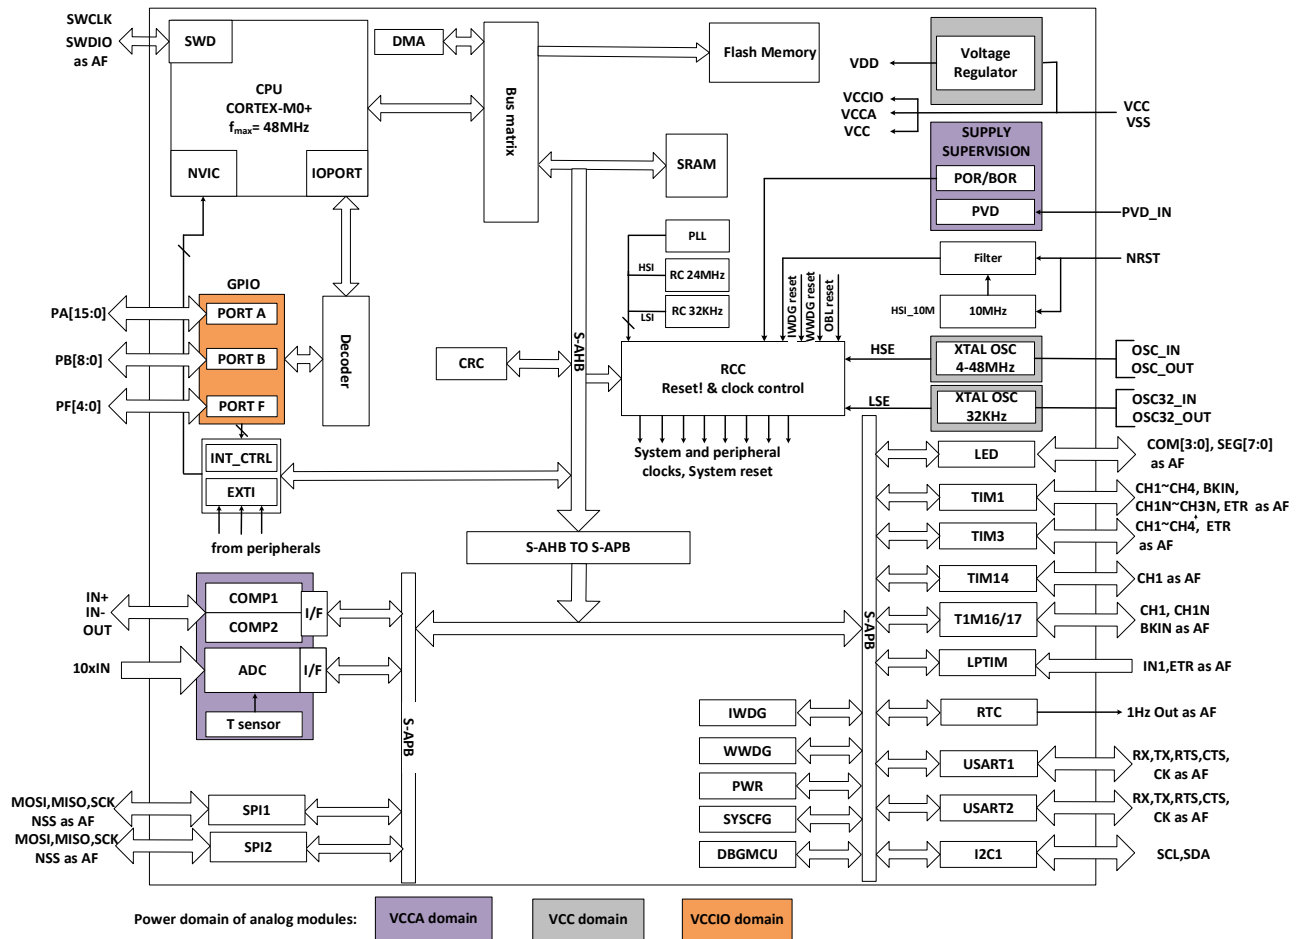 SWCLK
SWDIO
as AF
SWD
CPU
CORTEX-M0+
fmax= 48MHz
NVIC
IOPORT
DMA
Bus matrix
Flash Memory
SRAM
Voltage
Regulator
VDD
VCCIO
VCCA
VCC
VCC
VSS
SUPPLY
SUPERVISION
POR/BOR
PVD
PVD_IN
Filter
NRST
HSI_10M
10MHz
PLL
HSI
RC 24MHz
LSI
RC 32KHz
IWDG reset
WWDG reset
OBL reset
GPIO
PORT A
PORT B
PORT F
PA[15:0]
PB[8:0]
PF[4:0]
Decoder
CRC
S-AHB
RCC
Reset! & clock control
HSE
XTAL OSC
4-48MHz
OSC_IN
OSC_OUT
LSE
XTAL OSC
32KHz
OSC32_IN
OSC32_OUT
System and peripheral
clocks, System reset
INT_CTRL
EXTI
from peripherals
S-AHB TO S-APB
IN+
IN-
OUT
COMP1
COMP2
I/F
10xIN
ADC
I/F
T sensor
S-APB
MOSI,MISO,SCK
NSS as AF
SPI1
MOSI,MISO,SCK
NSS as AF
SPI2
S-APB
LED
COM[3:0], SEG[7:0]
as AF
TIM1
CH1~CH4, BKIN,
CH1N~CH3N, ETR as AF
TIM3
CH1~CH4, ETR
as AF
TIM14
CH1 as AF
T1M16/17
CH1, CH1N
BKIN as AF
LPTIM
IN1,ETR as AF
IWDG
RTC
1Hz Out as AF
WWDG
USART1
RX,TX,RTS,CTS,
CK as AF
PWR
SYSCFG
USART2
RX,TX,RTS,CTS,
CK as AF
DBGMCU
I2C1
SCL,SDA
Power domain of analog modules:
VCCA domain
VCC domain
VCCIO domain